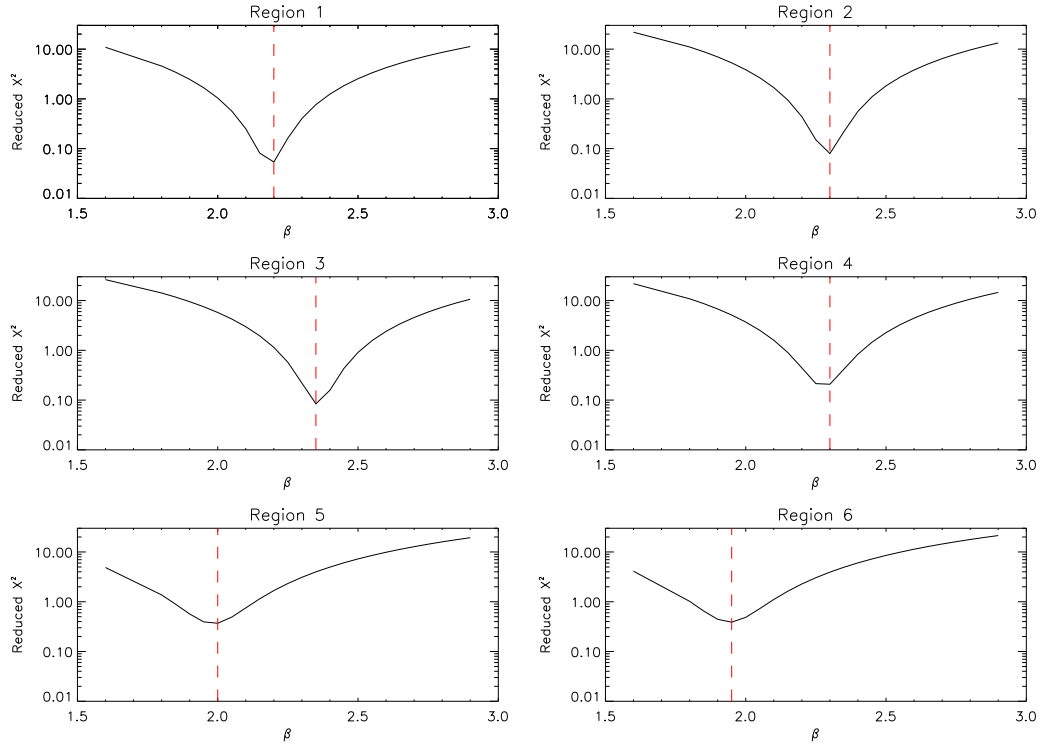 Region 1
Reduced X²
10.00
1.00
0.10
0.01
1.5
2.0
2.5
3.0
β
Region 2
Reduced X²
10.00
1.00
0.10
0.01
1.5
2.0
2.5
3.0
β
Region 3
Reduced X²
10.00
1.00
0.10
0.01
1.5
2.0
2.5
3.0
β
Region 4
Reduced X²
10.00
1.00
0.10
0.01
1.5
2.0
2.5
3.0
β
Region 5
Reduced X²
10.00
1.00
0.10
0.01
1.5
2.0
2.5
3.0
β
Region 6
Reduced X²
10.00
1.00
0.10
0.01
1.5
2.0
2.5
3.0
β